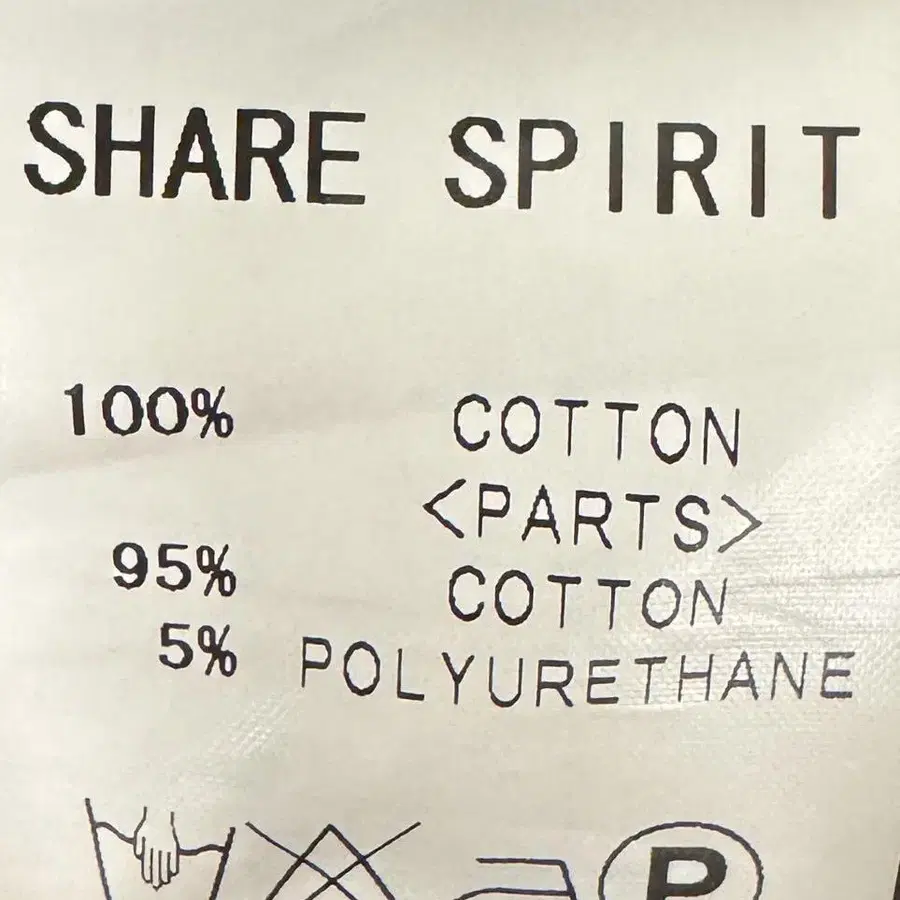 SHARE SPIRIT
100% COTTON
<PARTS>
95% COTTON
5% POLYURETHANE
P